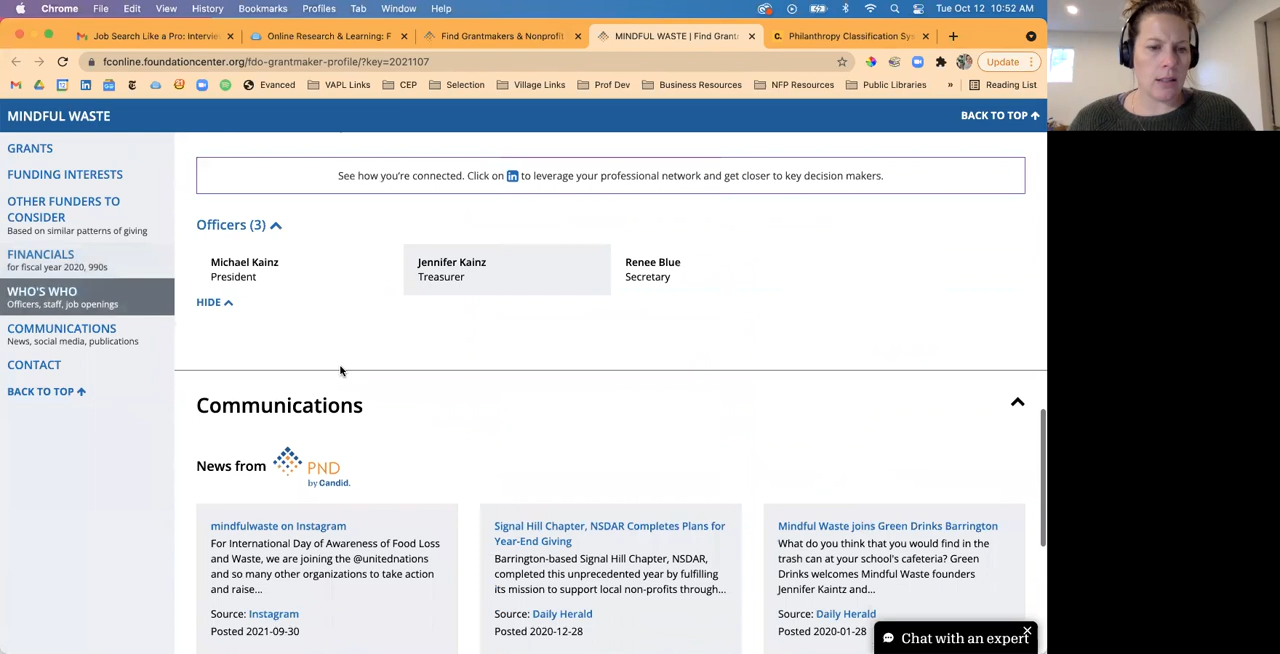 Chrome File Edit View History Bookmarks Profiles Tab Window Help Tue Oct 12 10:52 AM
Job Search Like a Pro: Intervie Online Research & Learning: F Find Grantmakers & Nonprofit MINDFUL WASTE | Find Grant C. Philanthropy Classification Sys
fconline.foundationcenter.org/fdo-grantmaker-profile/?key=2021107 Update
Evanced VAPL Links CEP Selection Village Links Prof Dev Business Resources NFP Resources Public Libraries » Reading List
MINDFUL WASTE BACK TO TOP
GRANTS
FUNDING INTERESTS
OTHER FUNDERS TO
CONSIDER
Based on similar patterns of giving
FINANCIALS
for fiscal year 2020, 990s
WHO'S WHO
Officers, staff, job openings
COMMUNICATIONS
News, social media, publications
CONTACT
BACK TO TOP
See how you're connected. Click on in to leverage your professional network and get closer to key decision makers.
Officers (3)
Michael Kainz
President
Jennifer Kainz
Treasurer
Renee Blue
Secretary
HIDE
Communications
News from PND
by Candid.
mindfulwaste on Instagram
For International Day of Awareness of Food Loss
and Waste, we are joining the @unitednations
and so many other organizations to take action
and raise...
Source: Instagram
Posted 2021-09-30
Signal Hill Chapter, NSDAR Completes Plans for
Year-End Giving
Barrington-based Signal Hill Chapter, NSDAR,
completed this unprecedented year by fulfilling
its mission to support local non-profits through...
Source: Daily Herald
Posted 2020-12-28
Mindful Waste joins Green Drinks Barrington
What do you think that you would find in the
trash can at your school's cafeteria? Green
Drinks welcomes Mindful Waste founders
Jennifer Kaintz and...
Source: Daily Herald
Posted 2020-01-28
Chat with an expert